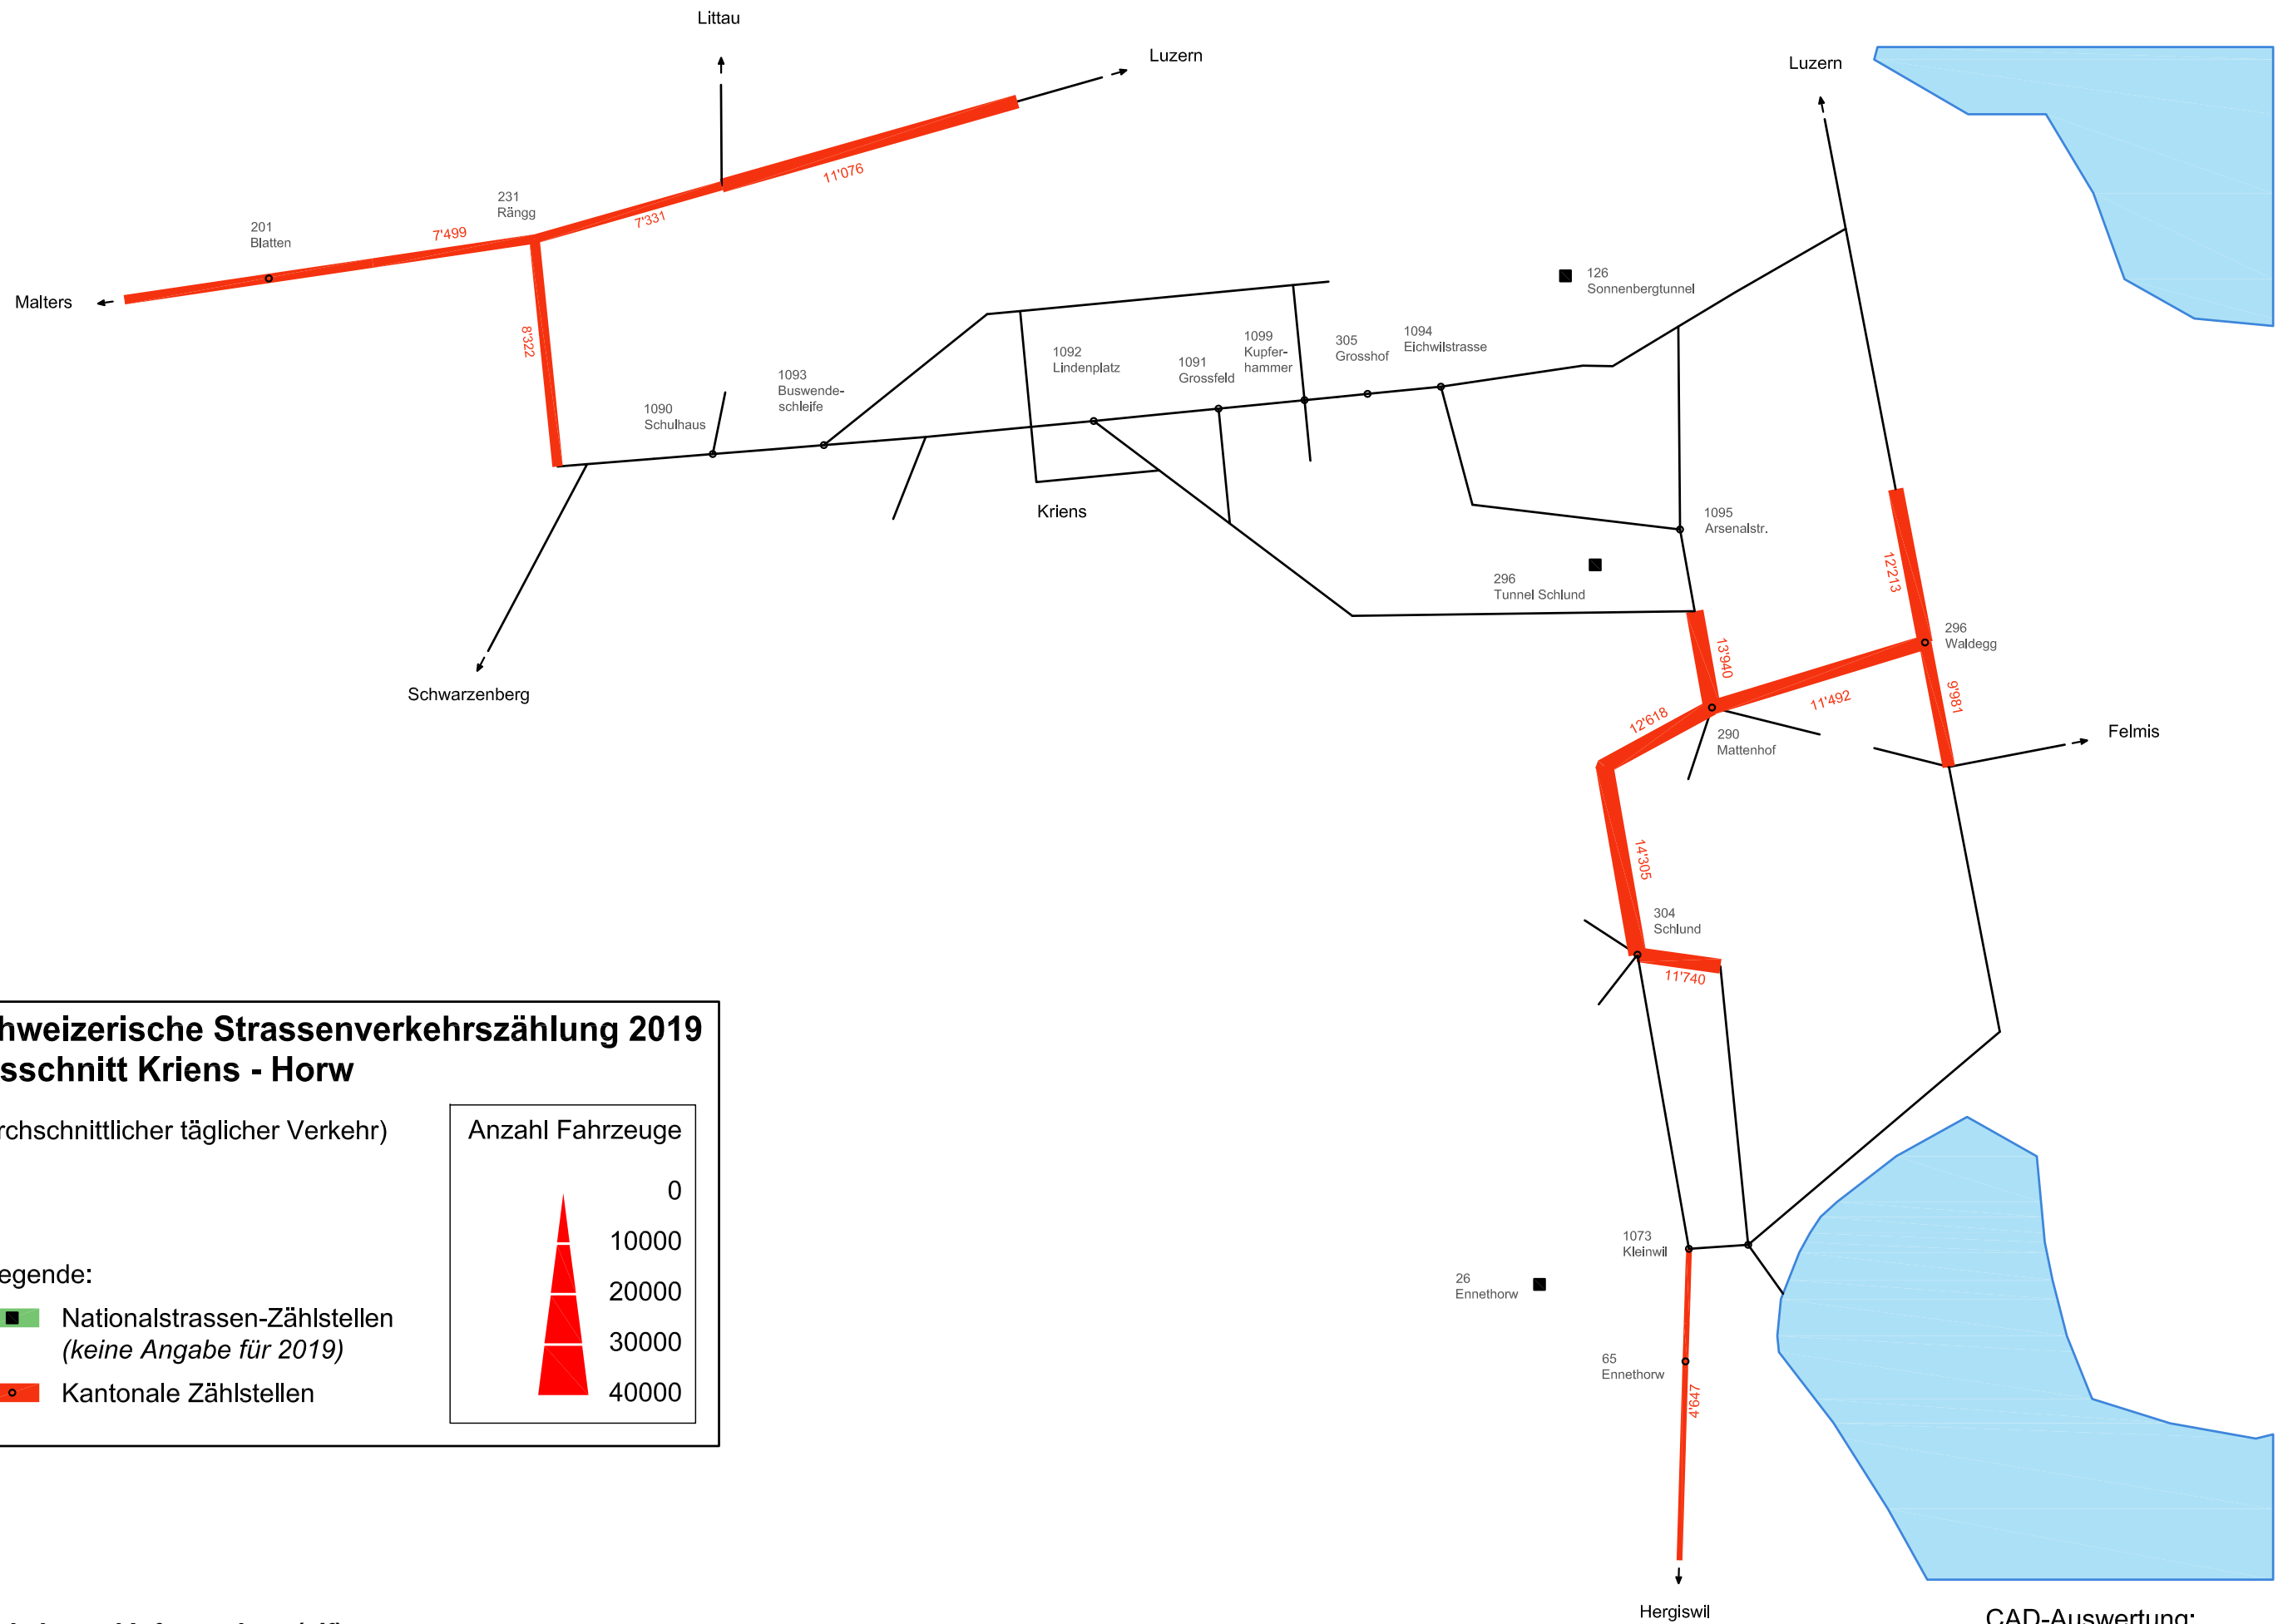 Littau
Luzern
Luzern
231
Rängg
201
Blatten
7'499
7'331
11'076
Malters
8'322
126
Sonnenbergtunnel
1090
Schulhaus
1093
Buswende-
schleife
1092
Lindenplatz
1091
Grossfeld
1099
Kupfer-
hammer
305
Grosshof
1094
Eichwilstrasse
Kriens
1095
Arsenalstr.
296
Tunnel Schlund
12'213
296
Waldegg
13'940
11'492
9'981
12'618
290
Mattenhof
Felmis
Schwarzenberg
14'305
304
Schlund
11'740
hweizerische Strassenverkehrszählung 2019
sschnitt Kriens - Horw
rchschnittlicher täglicher Verkehr)
Anzahl Fahrzeuge
0
10000
20000
30000
40000
egende:
Nationalstrassen-Zählstellen
(keine Angabe für 2019)
Kantonale Zählstellen
1073
Kleinwil
26
Ennethorw
65
Ennethorw
4'647
Hergiswil
CAD-Auswertung: